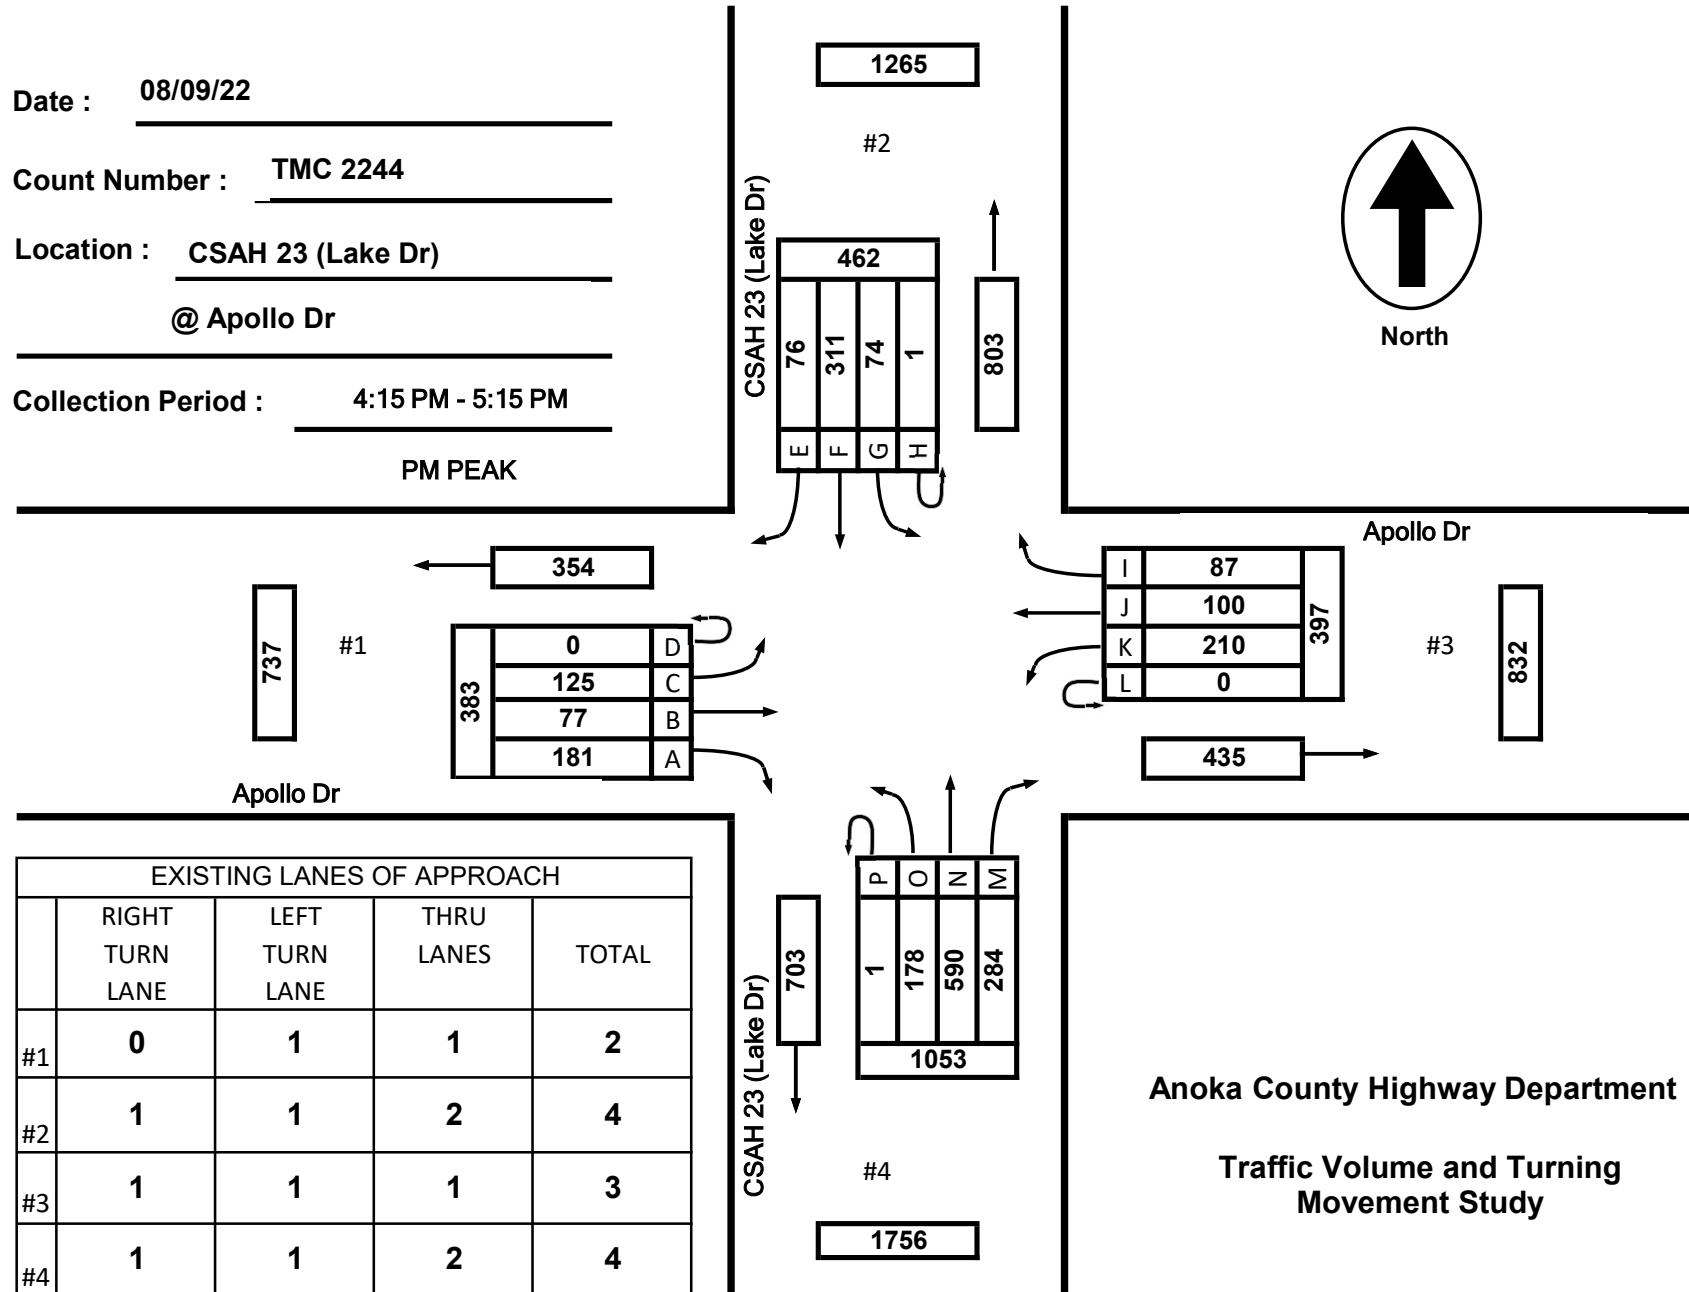 Date : 08/09/22
Count Number : TMC 2244
Location : CSAH 23 (Lake Dr)
@ Apollo Dr
Collection Period : 4:15 PM - 5:15 PM
PM PEAK
1265
#2
CSAH 23 (Lake Dr)
462
76 311 74 1
E F G H
803
North
Apollo Dr
354
737
#1
383
0 D
125 C
77 B
181 A
Apollo Dr
I 87
J 100
K 210
L 0
397
#3
832
435
P O N M
1 178 590 284
1053
703
CSAH 23 (Lake Dr)
#4
1756
EXISTING LANES OF APPROACH
RIGHT TURN LANE
LEFT TURN LANE
THRU LANES
TOTAL
#1 0 1 1 2
#2 1 1 2 4
#3 1 1 1 3
#4 1 1 2 4
Anoka County Highway Department
Traffic Volume and Turning
Movement Study